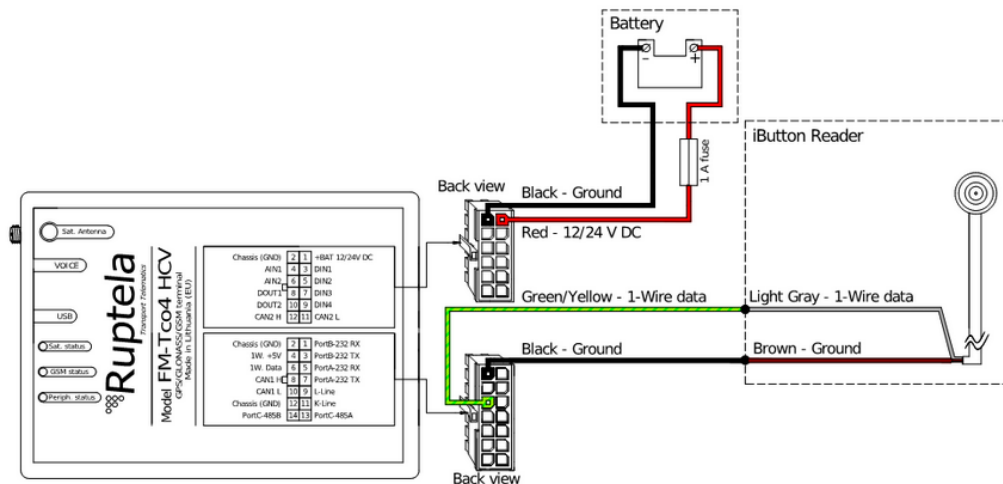 Battery
–
+
1 A fuse
iButton Reader
Back view
Black - Ground
Red - 12/24 V DC
Green/Yellow - 1-Wire data
Light Gray - 1-Wire data
Black - Ground
Brown - Ground
Back view
Sat. Antenna
VOICE
USB
Sat. status
GSM status
Periph. status
Ruptela
Transport Telematics
Model FM-Tco4 HCV
GPS/GLONASS/GSM terminal
Made in Lithuania (EU)
Chassis (GND) 2 1 +BAT 12/24V DC
AIN1 4 3 DIN1
AIN2 6 5 DIN2
DOUT1 8 7 DIN3
DOUT2 10 9 DIN4
CAN2 H 12 11 CAN2 L
Chassis (GND) 2 1 PortB-232 RX
1W. +5V 4 3 PortB-232 TX
1W. Data 6 5 PortA-232 RX
CAN1 H 8 7 PortA-232 TX
CAN1 L 10 9 L-Line
Chassis (GND) 12 11 K-Line
PortC-485B 14 13 PortC-485A